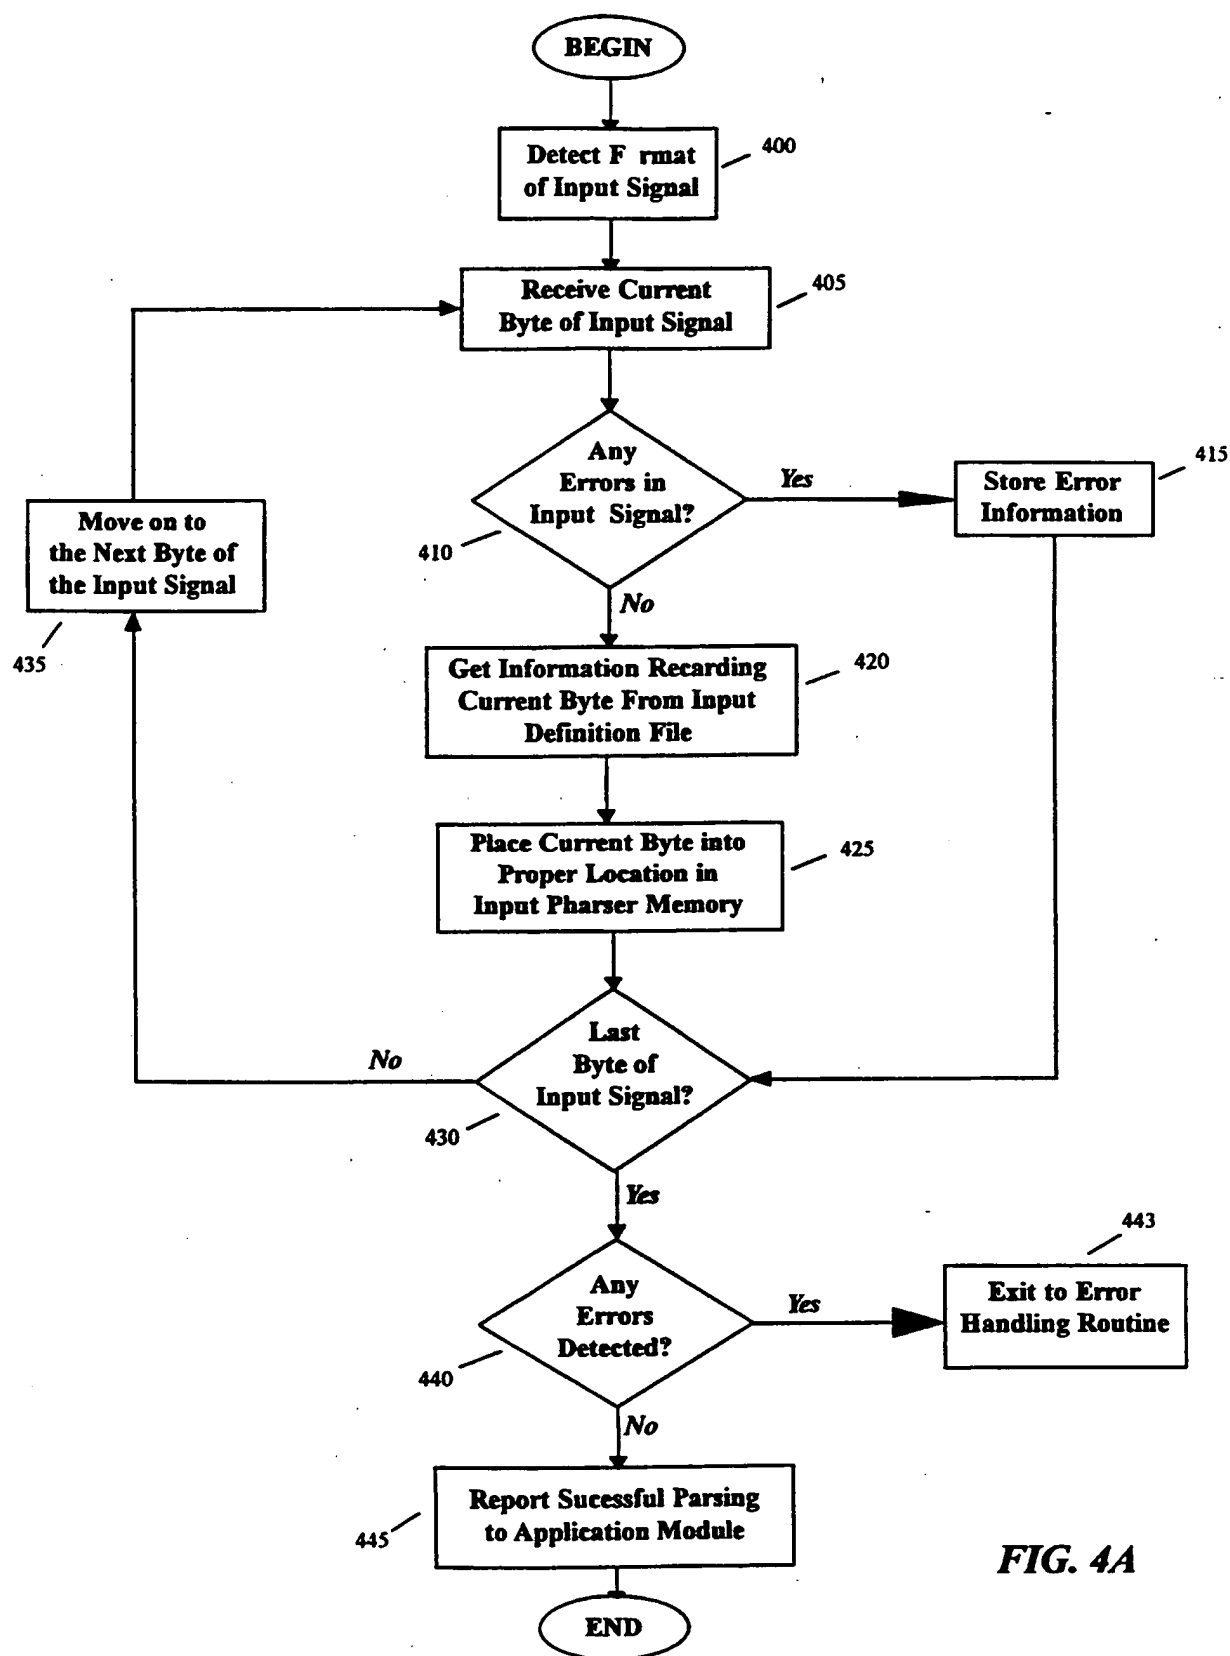 BEGIN
Detect F rmat
of Input Signal
400
Receive Current
Byte of Input Signal
405
Any
Errors in
Input Signal?
410
Yes
Store Error
Information
415
Move on to
the Next Byte of
the Input Signal
435
No
Get Information Recarding
Current Byte From Input
Definition File
420
Place Current Byte into
Proper Location in
Input Pharser Memory
425
Last
Byte of
Input Signal?
430
No
Yes
Any
Errors
Detected?
440
Yes
Exit to Error
Handling Routine
443
No
Report Sucessful Parsing
to Application Module
445
END
FIG. 4A